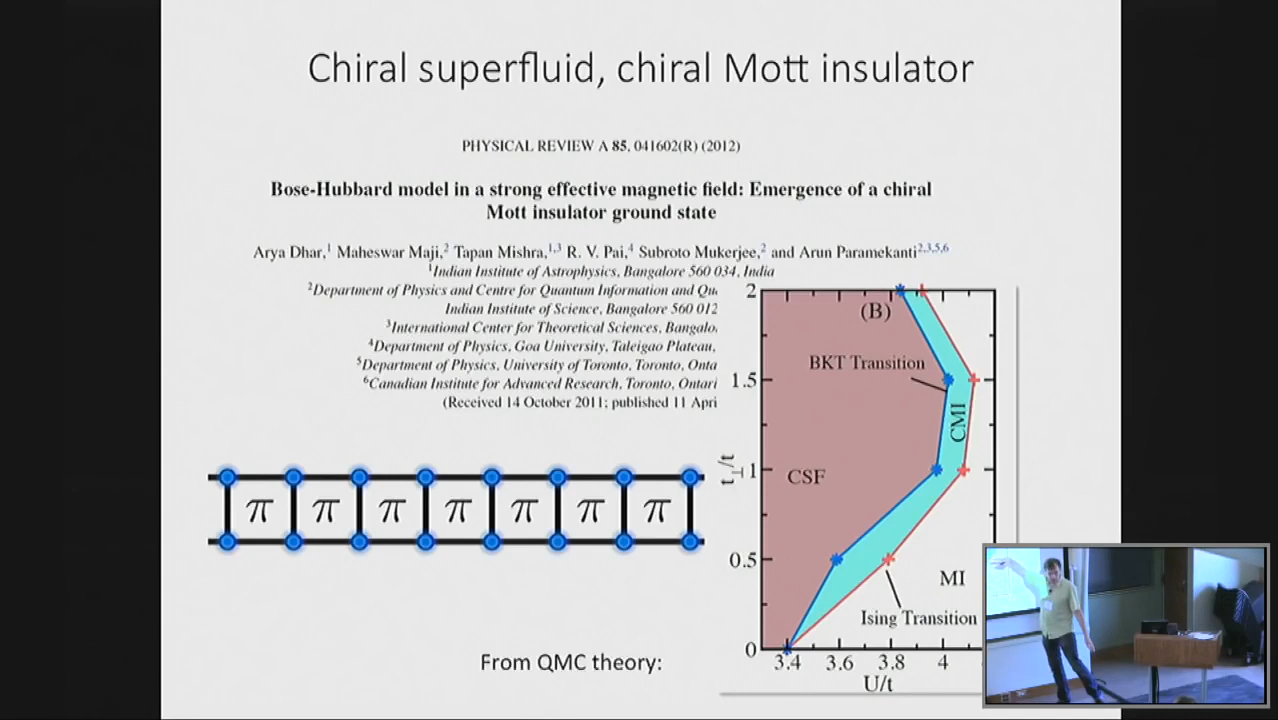 Chiral superfluid, chiral Mott insulator
PHYSICAL REVIEW A 85, 041602(R) (2012)
Bose-Hubbard model in a strong effective magnetic field: Emergence of a chiral
Mott insulator ground state
Arya Dhar,1 Maheswar Maji,2 Tapan Mishra,1,3 R. V. Pai,4 Subroto Mukerjee,2 and Arun Paramekanti2,3,5,6
1Indian Institute of Astrophysics, Bangalore 560 034, India
2Department of Physics and Centre for Quantum Information and Qu
Indian Institute of Science, Bangalore 560 012
3International Center for Theoretical Sciences, Bangalo
4Department of Physics, Goa University, Taleigao Plateau,
5Department of Physics, University of Toronto, Toronto, Onta
6Canadian Institute for Advanced Research, Toronto, Ontari
(Received 14 October 2011; published 11 Apri
π π π π π π π
From QMC theory:
2
(B)
BKT Transition
1.5
CMI
t⊥/t
1
CSF
0.5
MI
Ising Transition
0
3.4 3.6 3.8 4
U/t